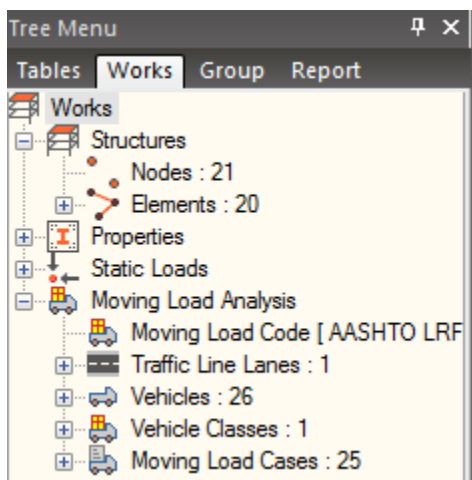 Tree Menu
Tables Works Group Report
Works
Structures
Nodes : 21
Elements : 20
Properties
Static Loads
Moving Load Analysis
Moving Load Code [ AASHTO LRF
Traffic Line Lanes : 1
Vehicles : 26
Vehicle Classes : 1
Moving Load Cases : 25